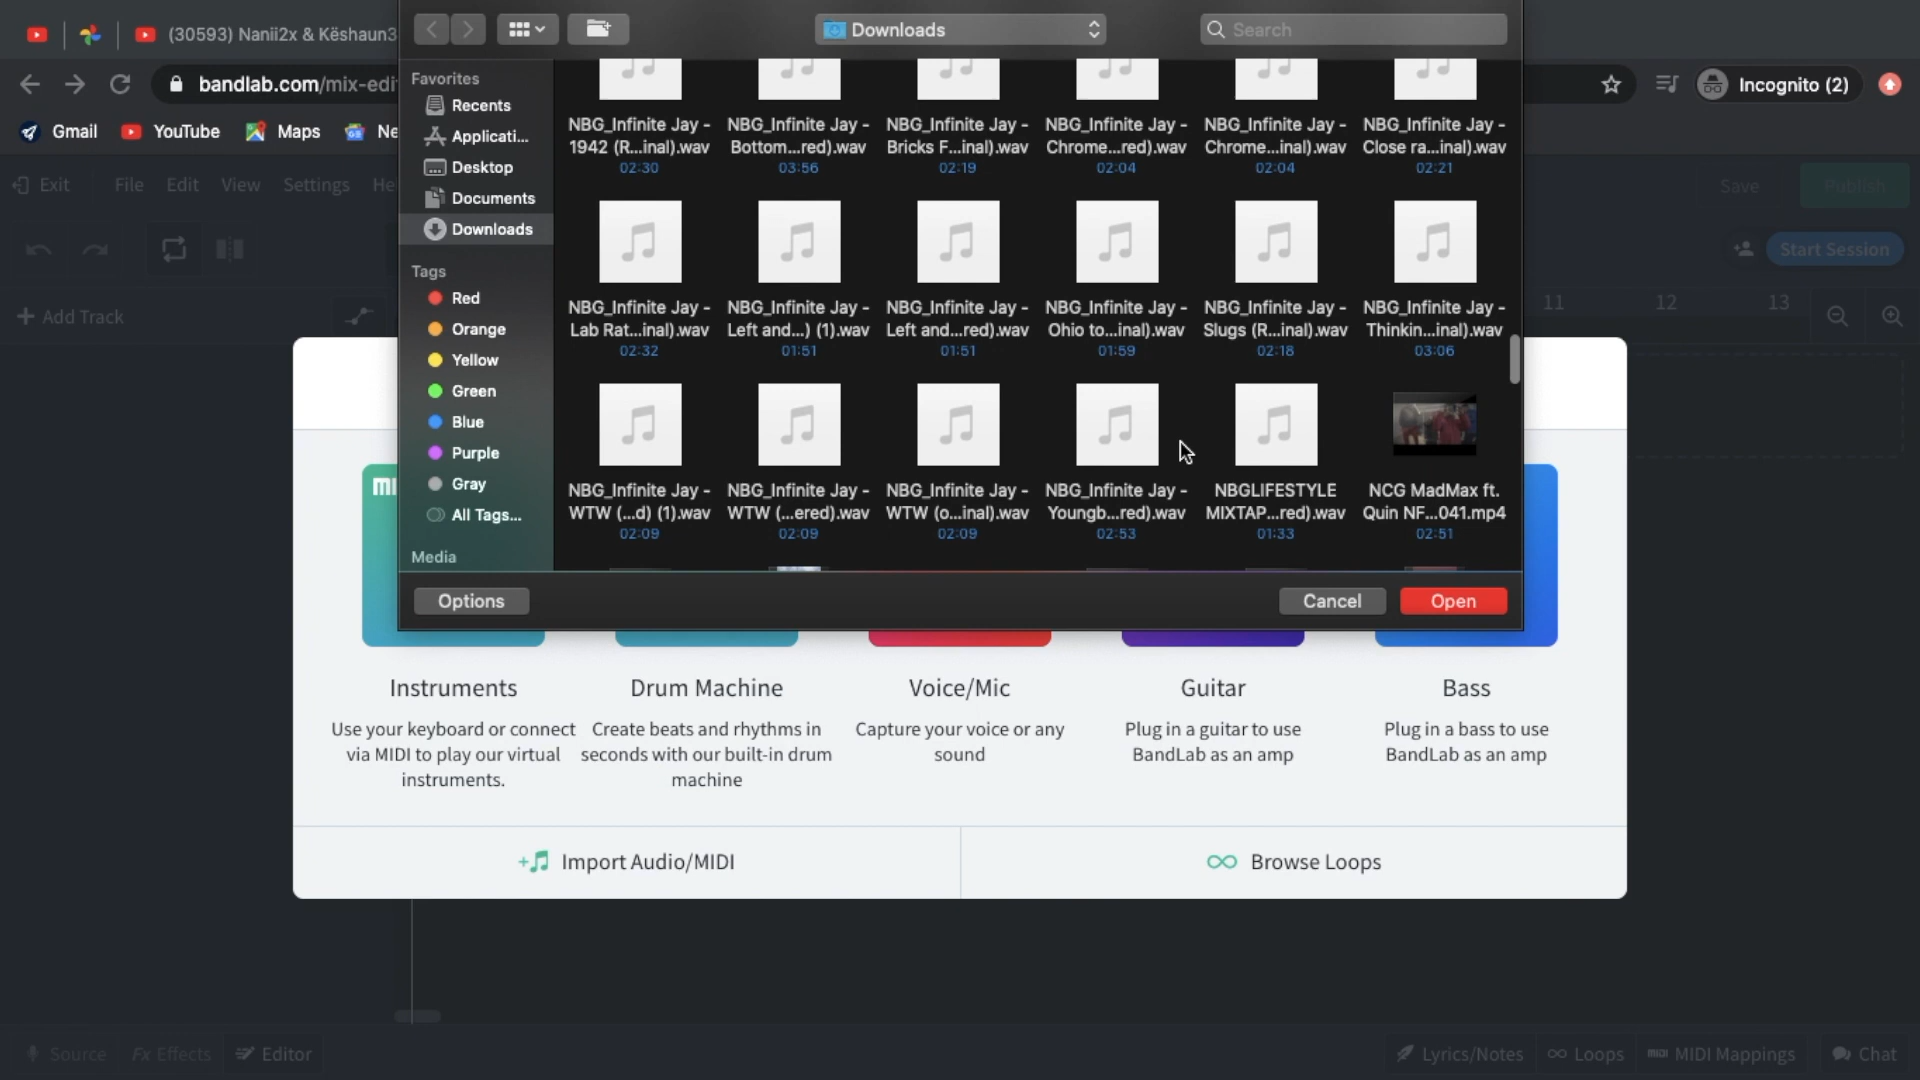 (30593) Nanii2x & Këshaun3
Downloads
Search
bandlab.com/mix-edi
Incognito (2)
Gmail
YouTube
Maps
Ne
Exit
File
Edit
View
Settings
He
Save
Publish
Start Session
Add Track
11
12
13
Favorites
Recents
Applicati...
Desktop
Documents
Downloads
Tags
Red
Orange
Yellow
Green
Blue
Purple
Gray
All Tags...
Media
NBG_Infinite Jay -
1942 (R...inal).wav
02:30
NBG_Infinite Jay -
Bottom...red).wav
03:56
NBG_Infinite Jay -
Bricks F...inal).wav
02:19
NBG_Infinite Jay -
Chrome...red).wav
02:04
NBG_Infinite Jay -
Chrome...inal).wav
02:04
NBG_Infinite Jay -
Close ra...inal).wav
02:21
NBG_Infinite Jay -
Lab Rat...inal).wav
02:32
NBG_Infinite Jay -
Left and...) (1).wav
01:51
NBG_Infinite Jay -
Left and...red).wav
01:51
NBG_Infinite Jay -
Ohio to...inal).wav
01:59
NBG_Infinite Jay -
Slugs (R...inal).wav
02:18
NBG_Infinite Jay -
Thinkin...inal).wav
03:06
NBG_Infinite Jay -
WTW (...d) (1).wav
02:09
NBG_Infinite Jay -
WTW (...ered).wav
02:09
NBG_Infinite Jay -
WTW (o...inal).wav
02:09
NBG_Infinite Jay -
Youngb...red).wav
02:53
NBGLIFESTYLE
MIXTAP...red).wav
01:33
NCG MadMax ft.
Quin NF...041.mp4
02:51
Options
Cancel
Open
Instruments
Use your keyboard or connect
via MIDI to play our virtual
instruments.
Drum Machine
Create beats and rhythms in
seconds with our built-in drum
machine
Voice/Mic
Capture your voice or any
sound
Guitar
Plug in a guitar to use
BandLab as an amp
Bass
Plug in a bass to use
BandLab as an amp
Import Audio/MIDI
Browse Loops
Source
Fx Effects
Editor
Lyrics/Notes
Loops
MIDI MIDI Mappings
Chat